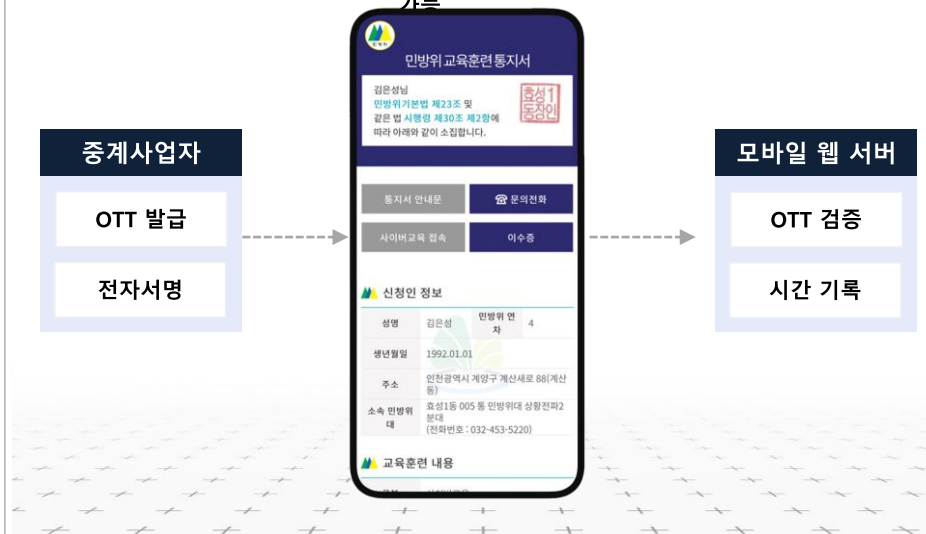 가능
민방위
민방위 교육훈련 통지서
김은성님
민방위기본법 제23조 및
같은 법 시행령 제30조 제2항에
따라 아래와 같이 소집합니다.
효성1
동장인
중계사업자
OTT 발급
전자서명
통지서 안내문
☎ 문의전화
사이버교육 접속
이수증
모바일 웹 서버
OTT 검증
시간 기록
신청인 정보
성명 김은성 민방위 연
차 4
생년월일 1992.01.01
주소 인천광역시 계양구 계산새로 88(계산
동)
소속 민방위
대
효성1동 005 통 민방위대 상황전파2
분대
(전화번호 : 032-453-5220)
교육훈련 내용